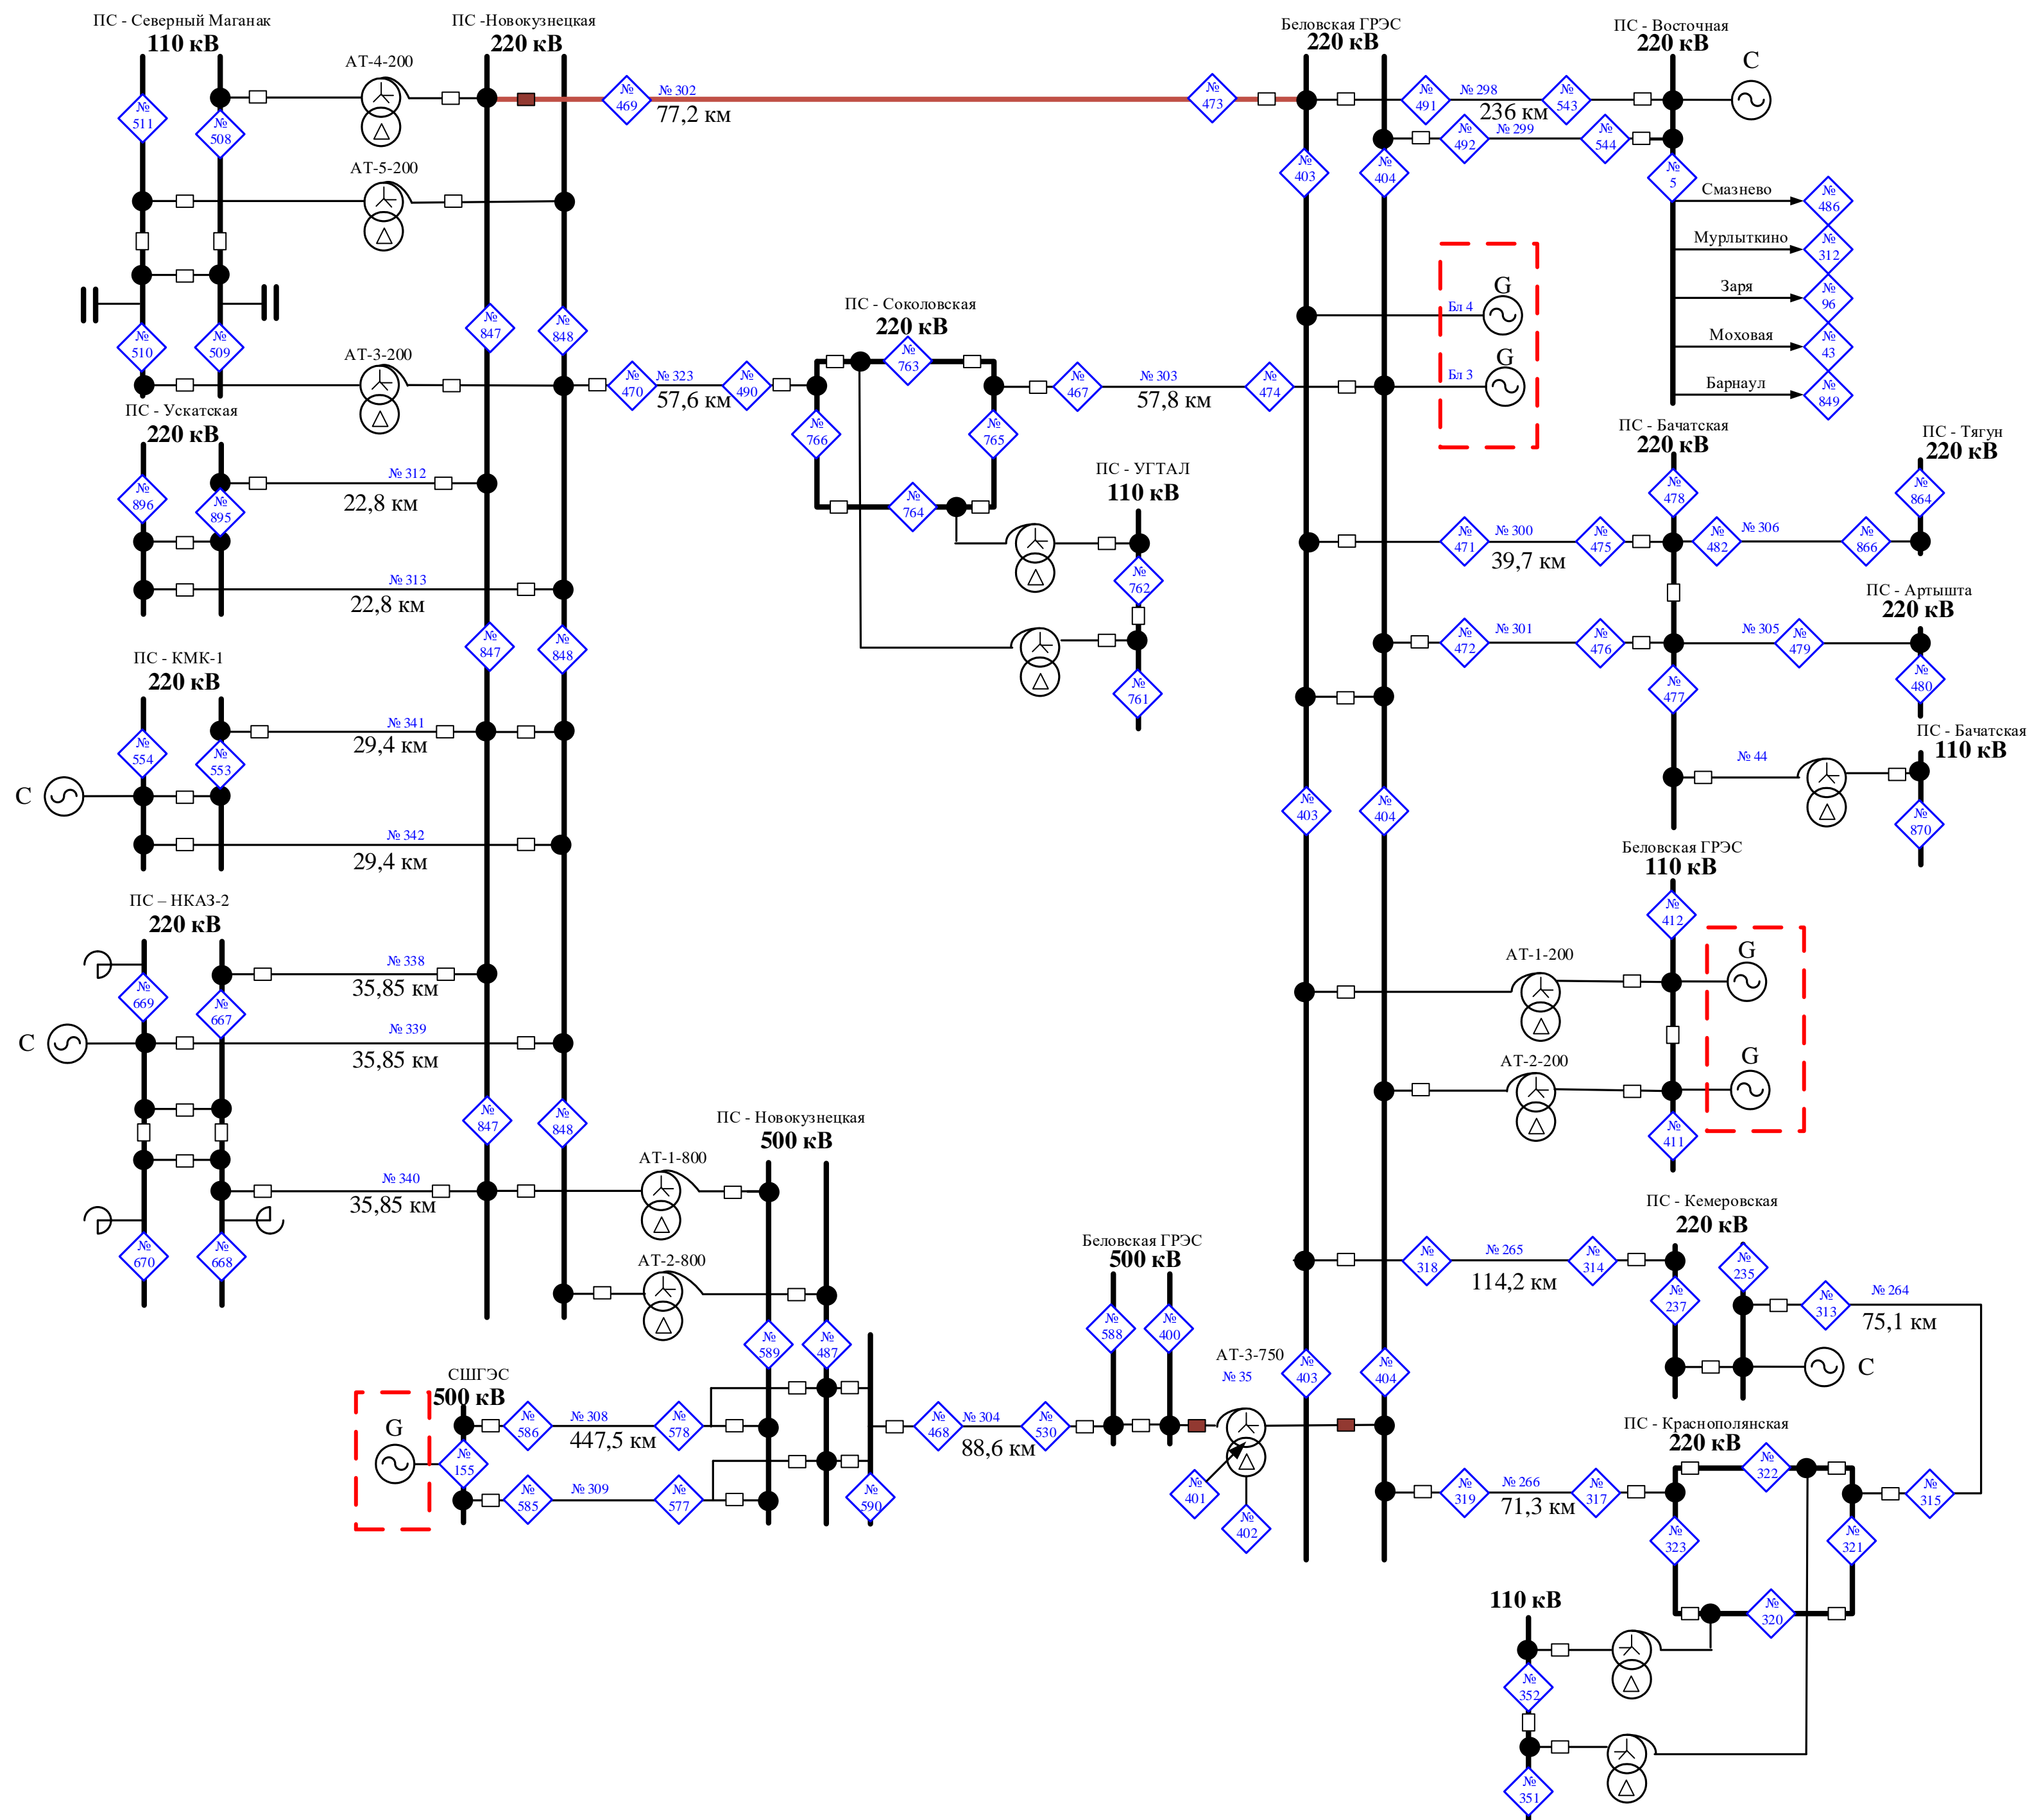 ПС - Северный Маганак
110 кВ
ПС -Новокузнецкая
220 кВ
Беловская ГРЭС
220 кВ
ПС - Восточная
220 кВ
АТ-4-200
C
№
511
№
508
№
469
№ 302
77,2 км
№
473
№
491
№ 298
236 км
№
543
№
492
№ 299
№
544
АТ-5-200
№
403
№
404
№
5
Смазнево
№
486
Мурлыткино
№
312
Заря
№
96
Моховая
№
43
Барнаул
№
849
G
Бл 4
G
Бл 3
№
510
№
509
АТ-3-200
№
847
№
848
ПС - Соколовская
220 кВ
№
763
№
470
№ 323
57,6 км
№
490
№
467
№ 303
57,8 км
№
474
№
766
№
765
№
764
ПС - УГТАЛ
110 кВ
№
762
№
761
ПС - Ускатская
220 кВ
№
896
№
895
№ 312
22,8 км
№ 313
22,8 км
№
847
№
848
ПС - Бачатская
220 кВ
ПС - Тягун
220 кВ
№
478
№
864
№
471
№ 300
39,7 км
№
475
№
482
№ 306
№
866
ПС - Артышта
220 кВ
№
472
№ 301
№
476
№ 305
№
479
№
477
№
480
ПС - Бачатская
110 кВ
№ 44
№
870
ПС - КМК-1
220 кВ
№
554
№
553
№ 341
29,4 км
C
№ 342
29,4 км
№
403
№
404
Беловская ГРЭС
110 кВ
№
412
АТ-1-200
G
АТ-2-200
G
№
411
ПС – НКАЗ-2
220 кВ
№
669
№
667
№ 338
35,85 км
C
№ 339
35,85 км
№
847
№
848
№ 340
35,85 км
№
670
№
668
ПС - Новокузнецкая
500 кВ
АТ-1-800
АТ-2-800
№
589
№
487
СШГЭС
500 кВ
G
№
155
№
586
№ 308
447,5 км
№
578
№
585
№ 309
№
577
№
590
№
468
№ 304
88,6 км
№
530
Беловская ГРЭС
500 кВ
№
588
№
400
АТ-3-750
№ 35
№
401
№
402
№
403
№
404
ПС - Кемеровская
220 кВ
№
318
№ 265
114,2 км
№
314
№
237
№
235
№
313
№ 264
75,1 км
C
ПС - Краснополянская
220 кВ
№
322
№
319
№ 266
71,3 км
№
317
№
315
№
323
№
321
№
320
110 кВ
№
352
№
351